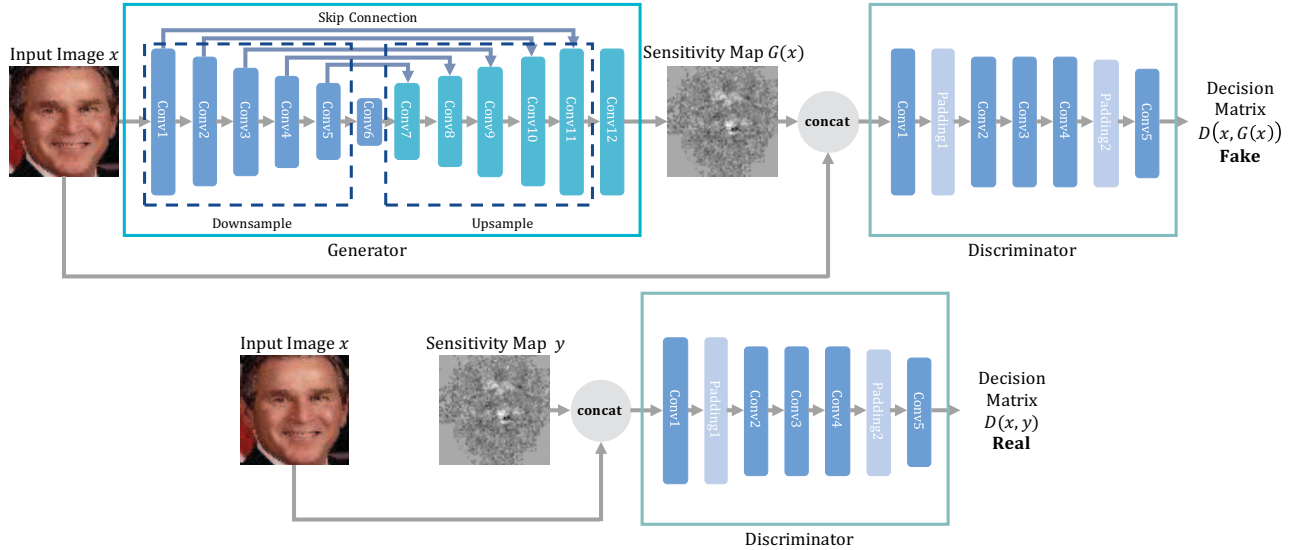 Skip Connection
Input Image x
Conv1
Conv2
Conv3
Conv4
Conv5
Conv6
Conv7
Conv8
Conv9
Conv10
Conv11
Conv12
Downsample
Upsample
Generator
Sensitivity Map G(x)
concat
Conv1
Padding1
Conv2
Conv3
Conv4
Padding2
Conv5
Discriminator
Decision
Matrix
D(x, G(x))
Fake
Input Image x
Sensitivity Map y
concat
Conv1
Padding1
Conv2
Conv3
Conv4
Padding2
Conv5
Discriminator
Decision
Matrix
D(x, y)
Real